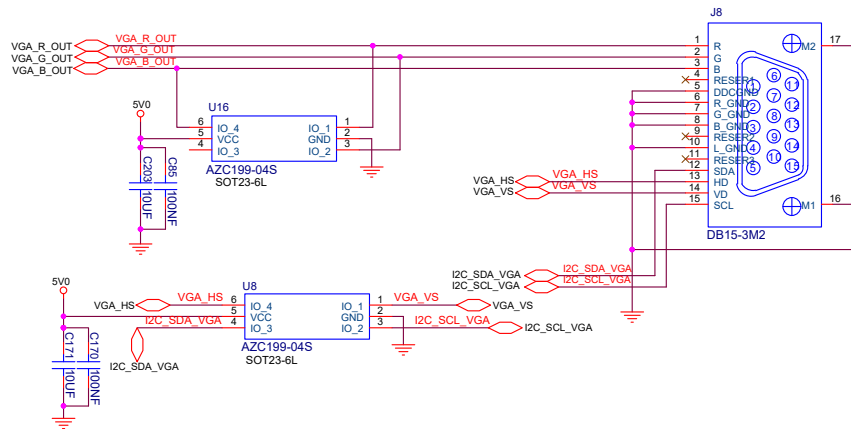 J8
VGA_R_OUT VGA_R_OUT 1 R M2 17
VGA_G_OUT VGA_G_OUT 2 G
VGA_B_OUT VGA_B_OUT 3 B
4 RESER1
5 DDCGND
6 R_GND
7 G_GND
8 B_GND
9 RESER2
10 L_GND
11 RESER3
12 SDA
VGA_HS VGA_HS 13 HD
VGA_VS VGA_VS 14 VD
15 SCL M1 16
1 2 3 4 5
6 7 8 9 10
11 12 13 14 15
DB15-3M2
5V0
U16
6 IO_4 IO_1 1
5 VCC GND 2
4 IO_3 IO_2 3
AZC199-04S
SOT23-6L
C203
10UF
C85
100NF
I2C_SDA_VGA I2C_SDA_VGA
I2C_SCL_VGA I2C_SCL_VGA
5V0
U8
VGA_HS VGA_HS 6 IO_4 IO_1 1 VGA_VS VGA_VS
5 VCC GND 2
I2C_SDA_VGA 4 IO_3 IO_2 3 I2C_SCL_VGA I2C_SCL_VGA
AZC199-04S
SOT23-6L
I2C_SDA_VGA
C171
10UF
C170
100NF